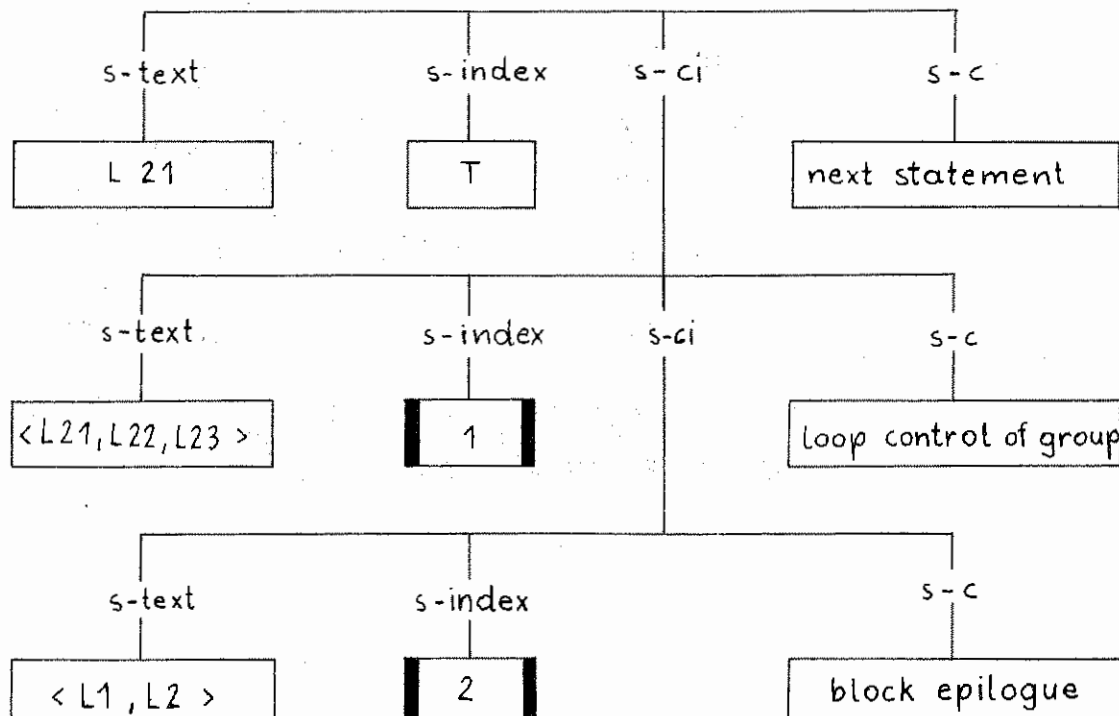 s-text s-index s-ci s-c
L 21 T next statement
s-text s-index s-ci s-c
<L21, L22, L23> 1 loop control of group
s-text s-index s-c
<L1, L2> 2 block epilogue